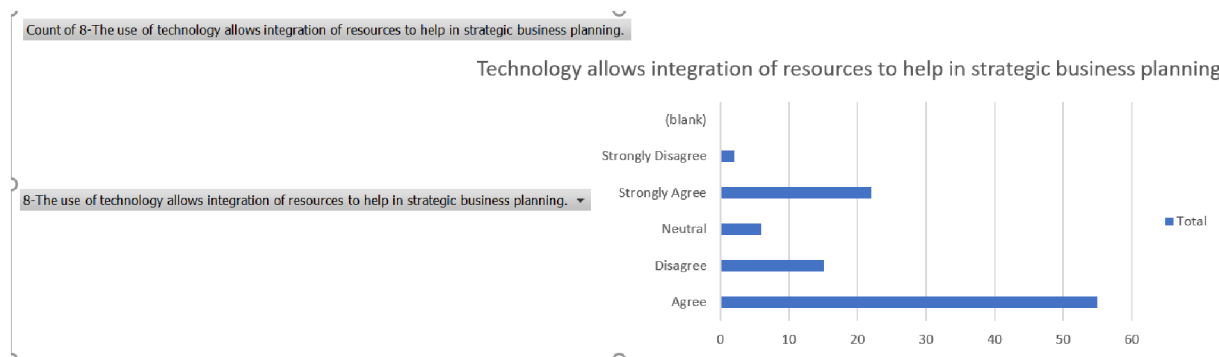 Count of 8-The use of technology allows integration of resources to help in strategic business planning.
Technology allows integration of resources to help in strategic business planning
(blank)
Strongly Disagree
Strongly Agree
8-The use of technology allows integration of resources to help in strategic business planning.
Neutral
Total
Disagree
Agree
0 10 20 30 40 50 60